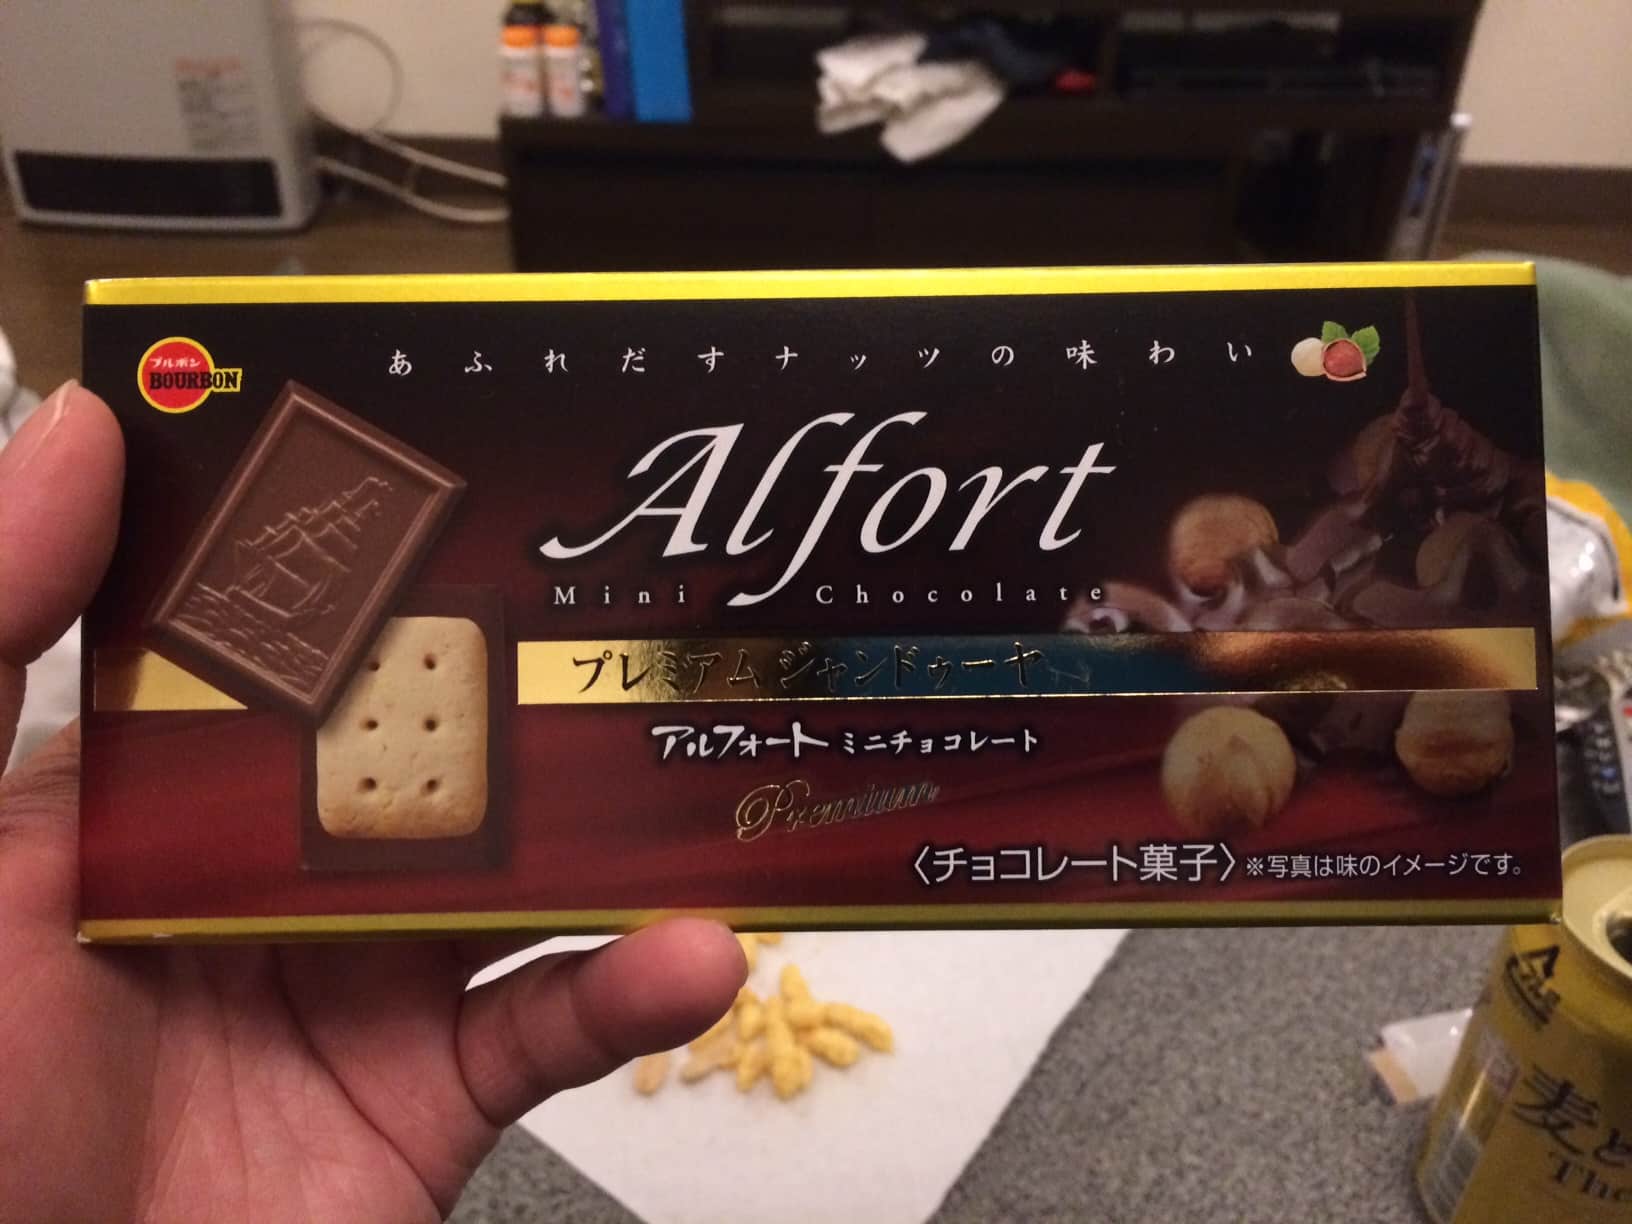 ブルボン
BOURBON
あふれだすナッツの味わい
Alfort
Mini Chocolate
プレミアム ジャンドゥーヤ
アルフォート ミニチョコレート
Premium
〈チョコレート菓子〉※写真は味のイメージです。
麦と
The